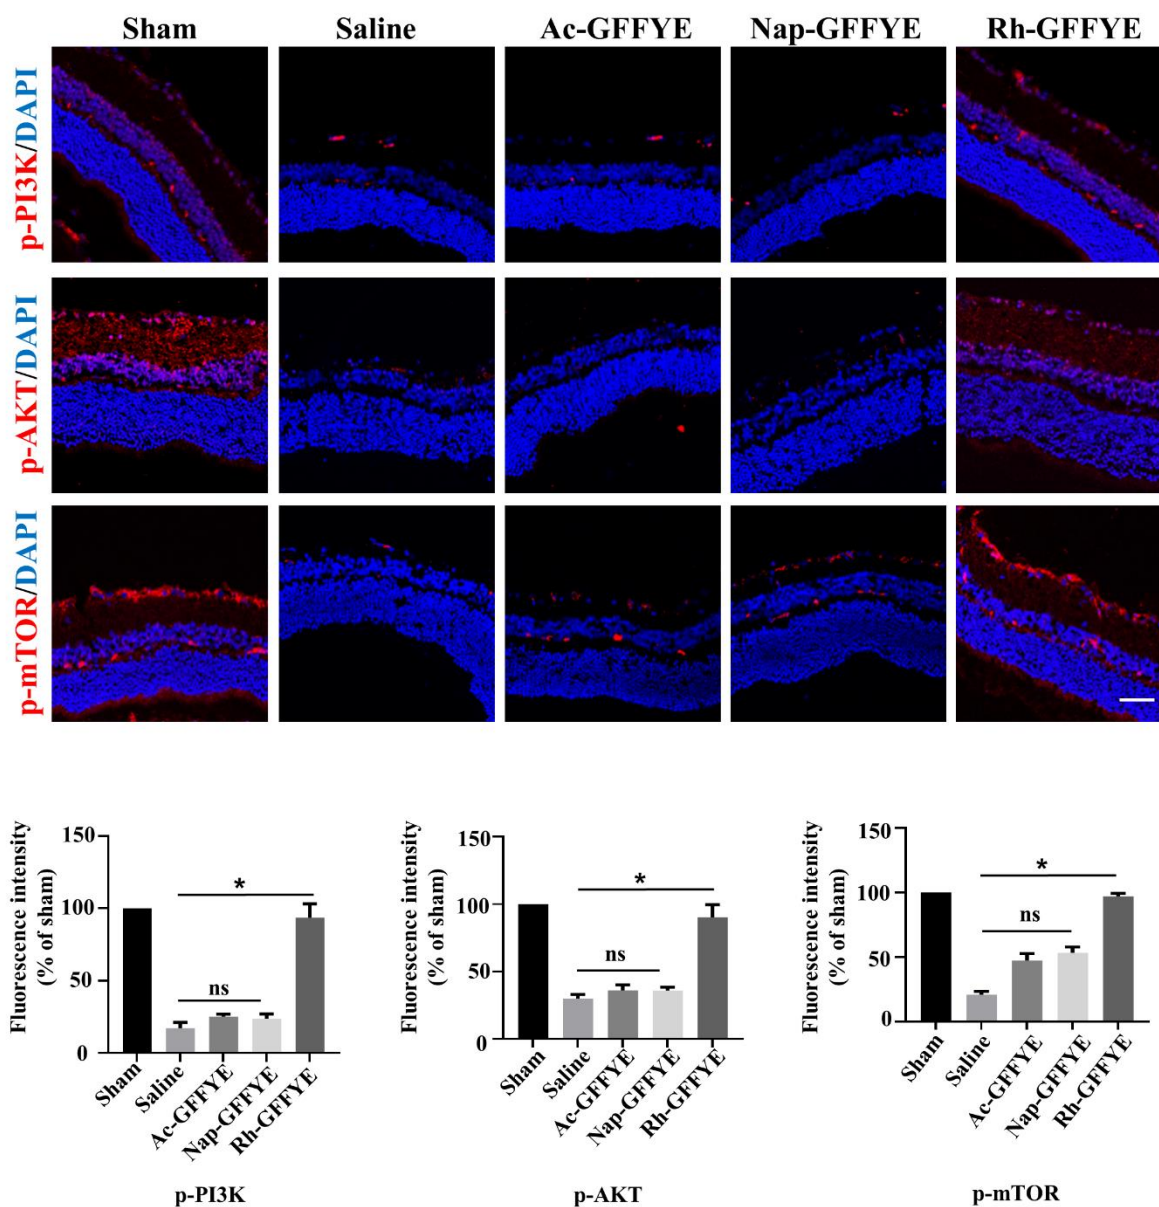 Sham Saline Ac-GFFYE Nap-GFFYE Rh-GFFYE
p-PI3K/DAPI
p-AKT/DAPI
p-mTOR/DAPI
Fluorescence intensity
(% of sham)
150
100
50
0
*
ns
Sham
Saline
Ac-GFFYE
Nap-GFFYE
Rh-GFFYE
p-PI3K
Fluorescence intensity
(% of sham)
150
100
50
0
*
ns
Sham
Saline
Ac-GFFYE
Nap-GFFYE
Rh-GFFYE
p-AKT
Fluorescence intensity
(% of sham)
150
100
50
0
*
ns
Sham
Saline
Ac-GFFYE
Nap-GFFYE
Rh-GFFYE
p-mTOR